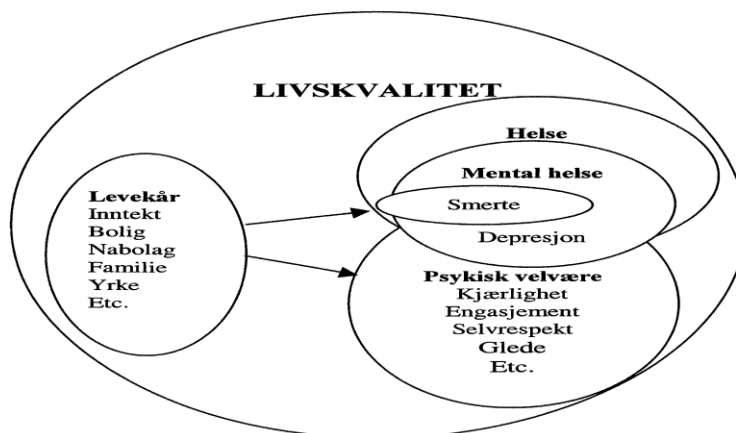 LIVSKVALITET
Helse
Mental helse
Smerte
Depresjon
Levekår
Inntekt
Bolig
Nabolag
Familie
Yrke
Etc.
Psykisk velvære
Kjærlighet
Engasjement
Selvrespekt
Glede
Etc.